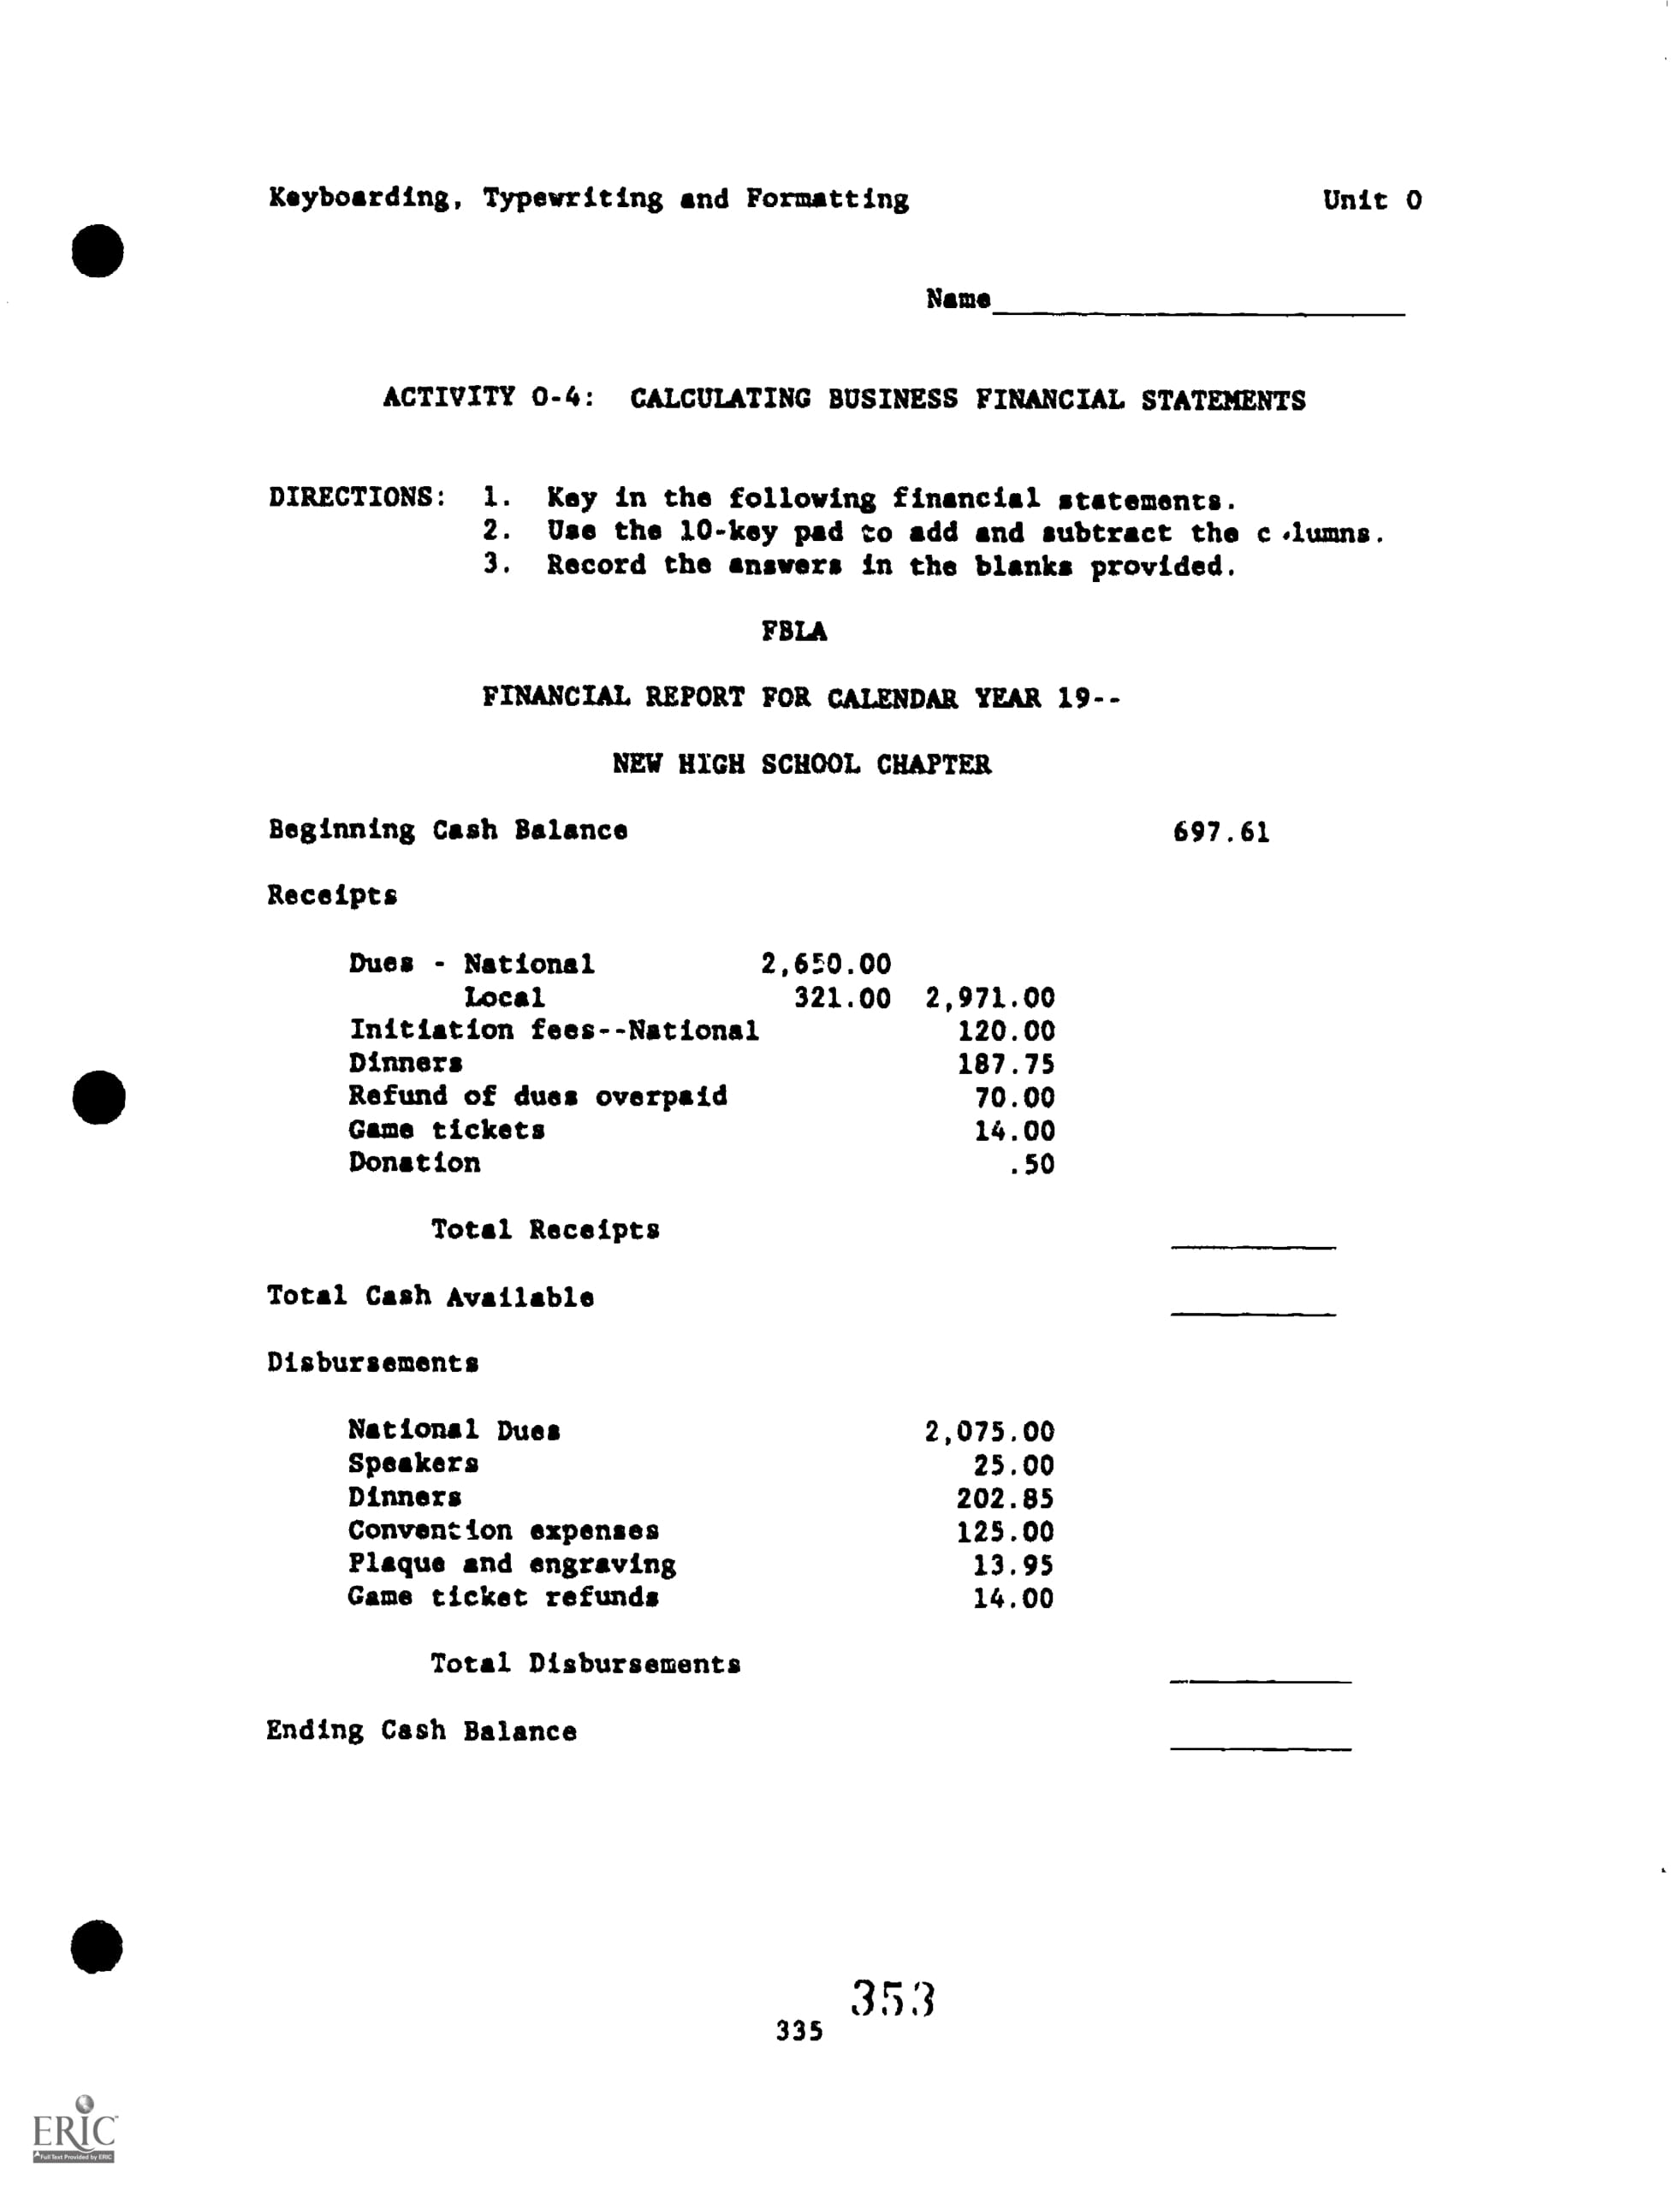 Keyboarding, Typewriting and Formatting Unit O
Name
ACTIVITY O-4: CALCULATING BUSINESS FINANCIAL STATEMENTS
DIRECTIONS: 1. Key in the following financial statements.
2. Use the 10-key pad to add and subtract the c lumns.
3. Record the answers in the blanks provided.
FBLA
FINANCIAL REPORT FOR CALENDAR YEAR 19--
NEW HIGH SCHOOL CHAPTER
Beginning Cash Balance 697.61
Receipts
Dues - National 2,650.00
Local 321.00 2,971.00
Initiation fees--National 120.00
Dinners 187.75
Refund of dues overpaid 70.00
Game tickets 14.00
Donation .50
Total Receipts
Total Cash Available
Disbursements
National Dues 2,075.00
Speakers 25.00
Dinners 202.85
Convention expenses 125.00
Plaque and engraving 13.95
Game ticket refunds 14.00
Total Disbursements
Ending Cash Balance
353
335
ERIC
Full Text Provided by ERIC